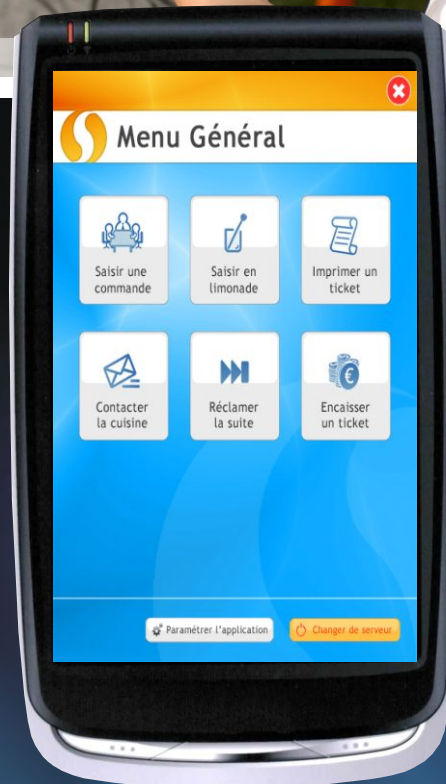 Menu Général
Saisir une
commande
Saisir en
limonade
Imprimer un
ticket
Contacter
la cuisine
Réclamer
la suite
Encaisser
un ticket
Paramétrer l'application
Changer de serveur